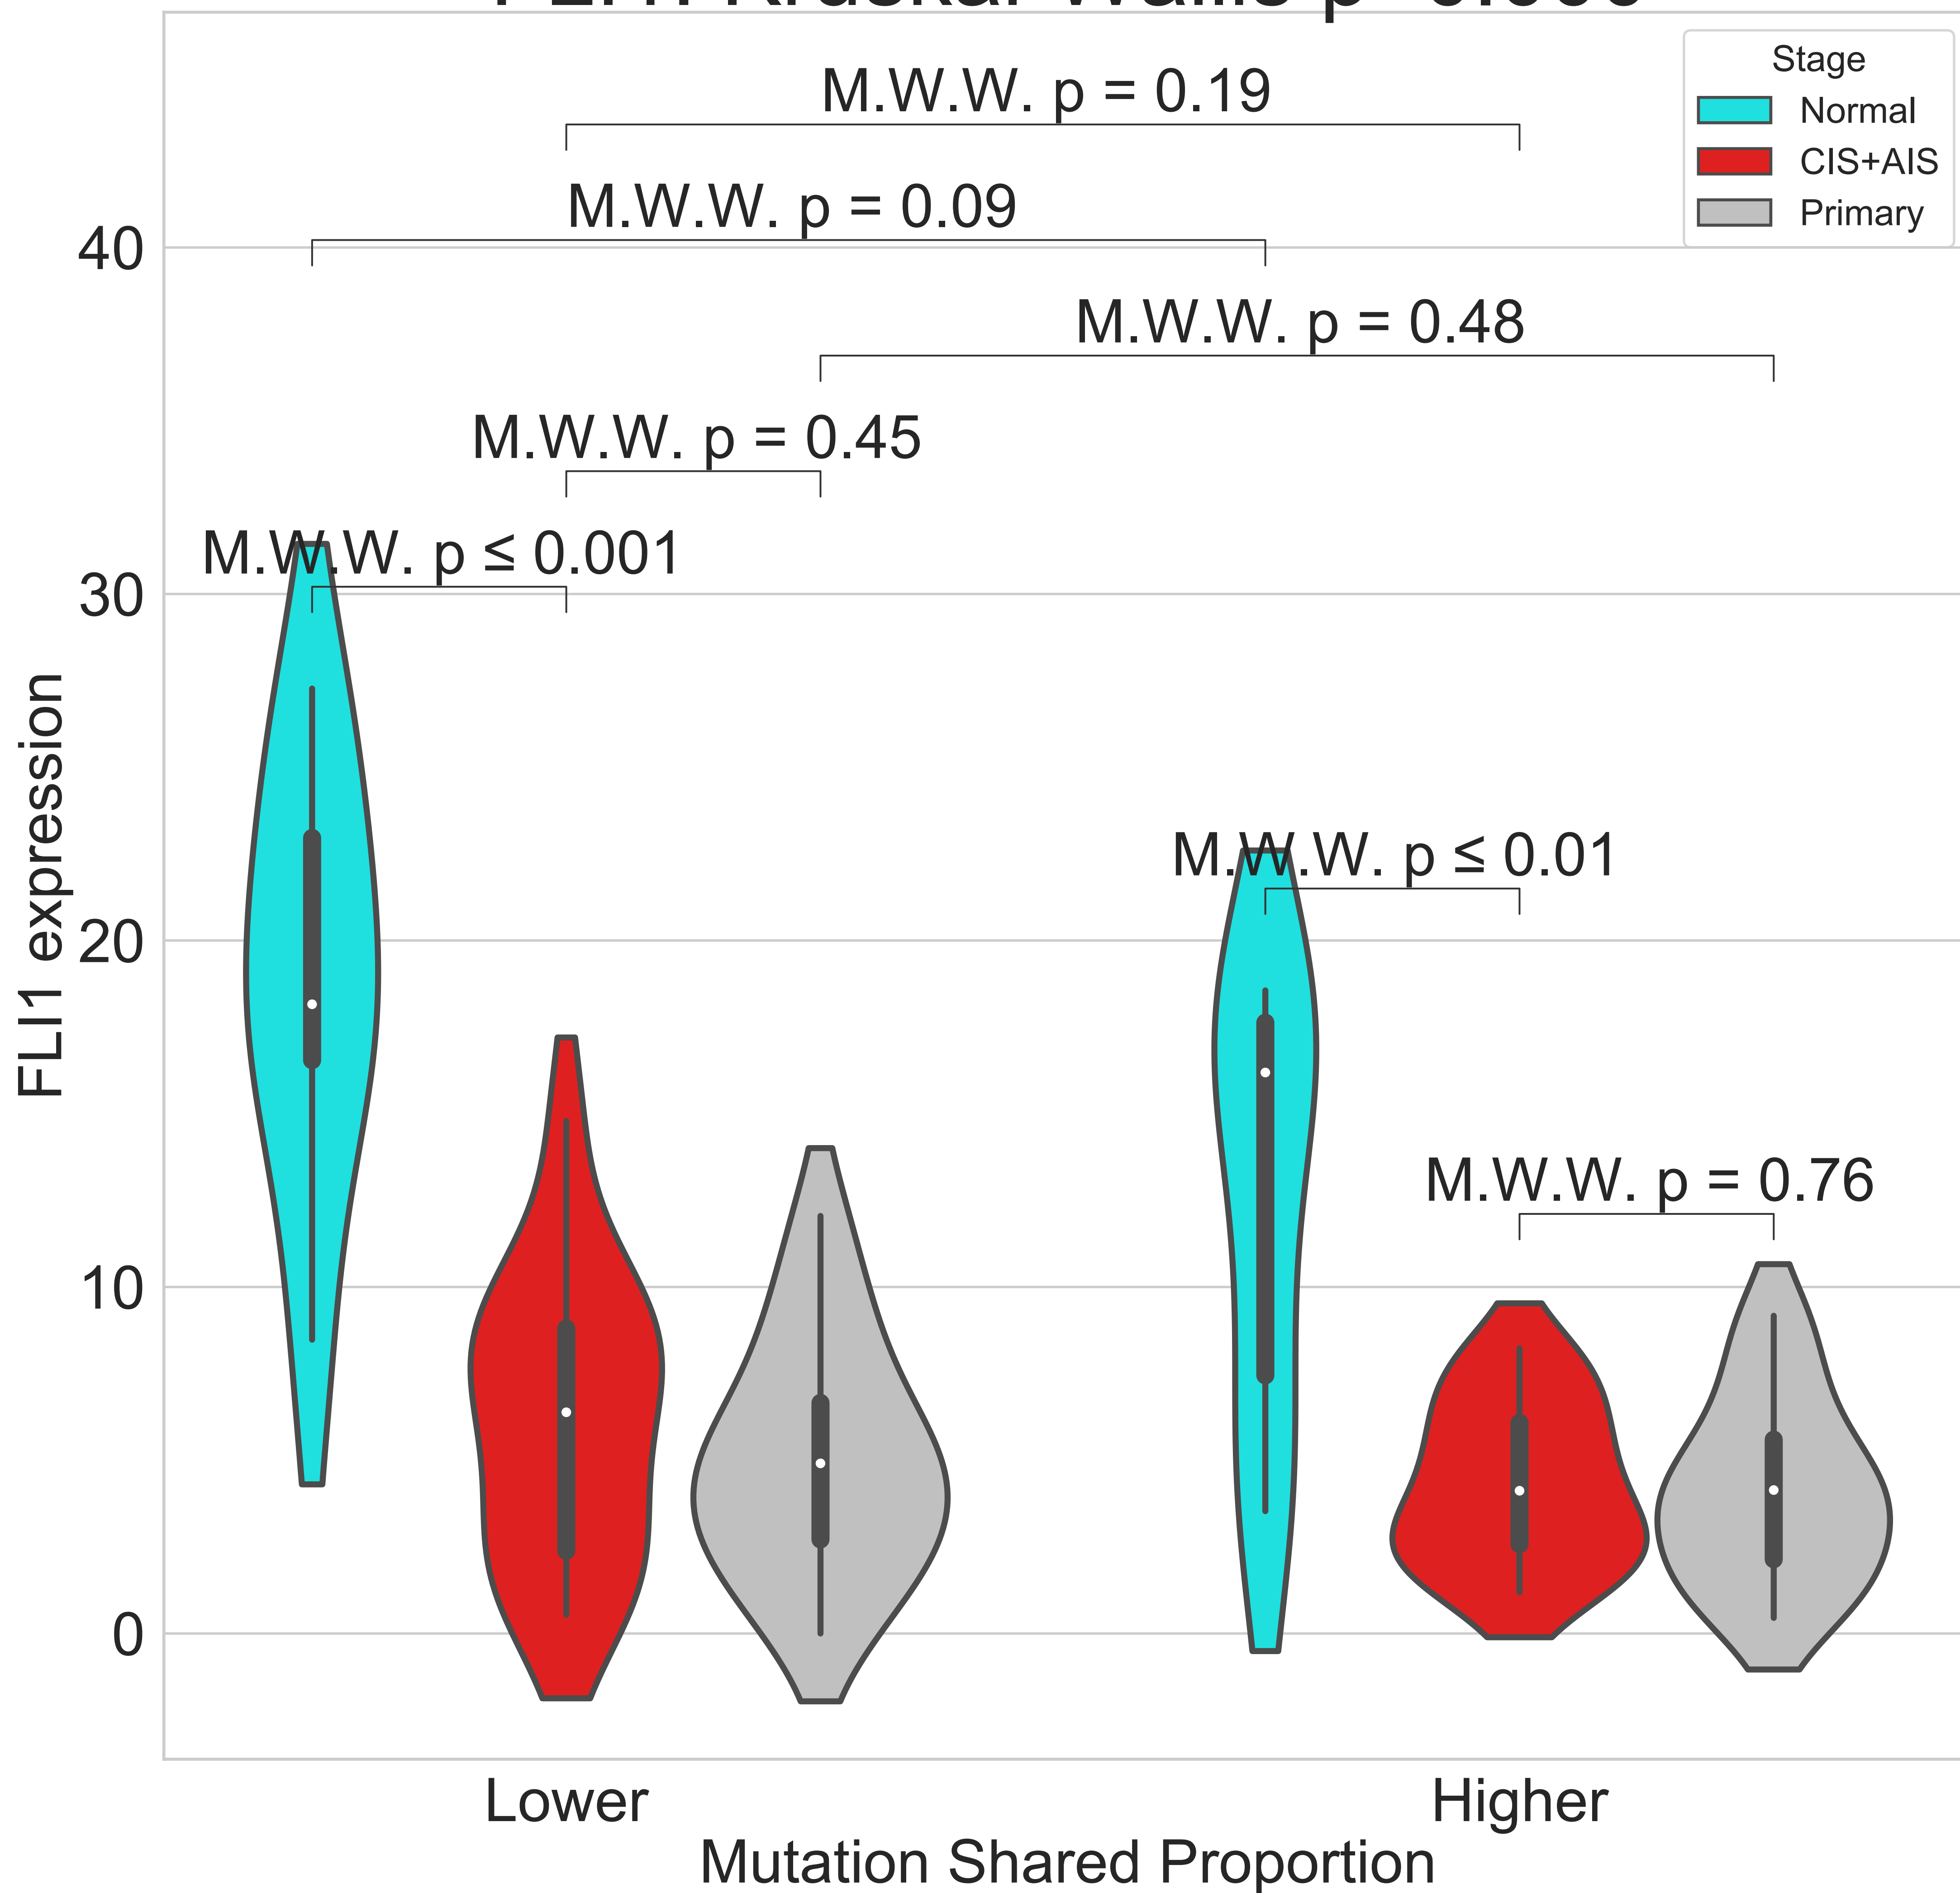 Stage
Normal
CIS+AIS
Primary
M.W.W. p = 0.19
M.W.W. p = 0.09
M.W.W. p = 0.48
M.W.W. p = 0.45
M.W.W. p ≤ 0.001
M.W.W. p ≤ 0.01
M.W.W. p = 0.76
40
30
20
10
0
FLI1 expression
Lower
Higher
Mutation Shared Proportion